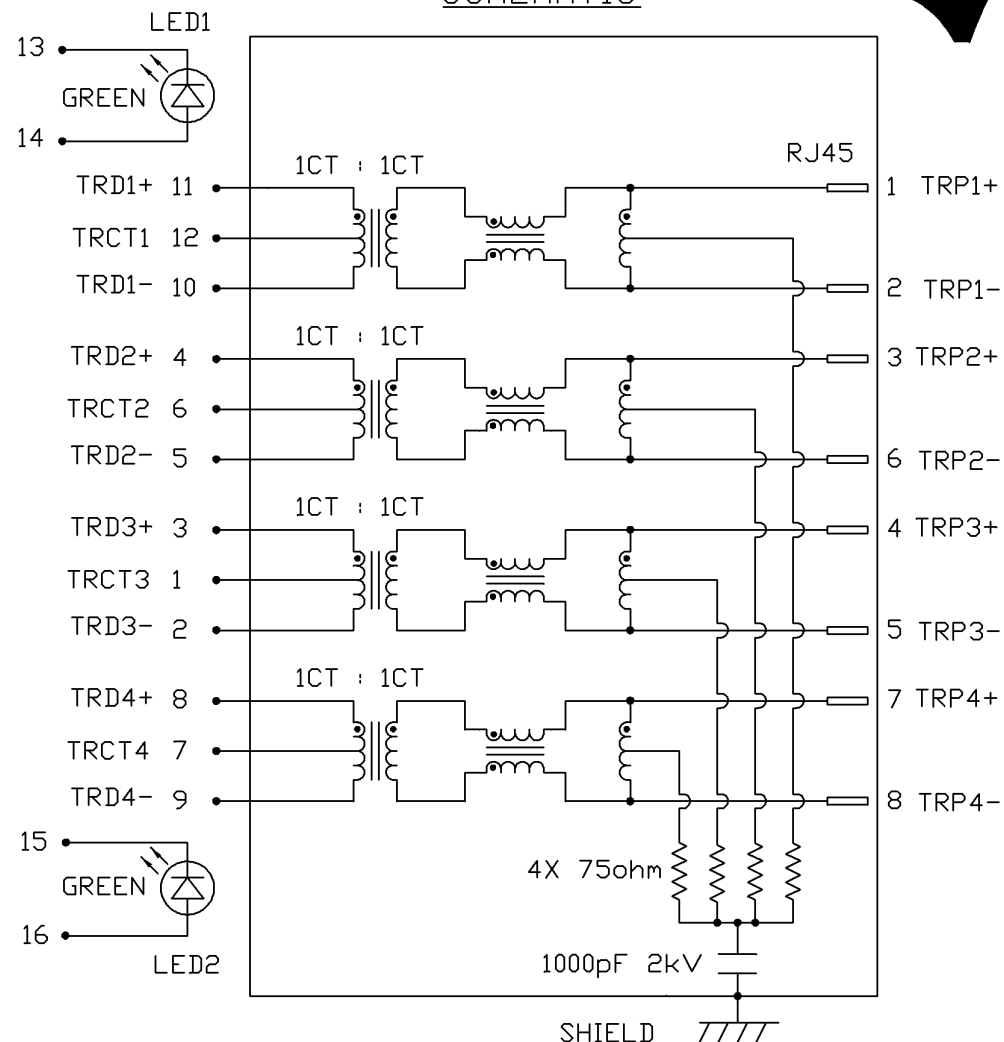 SCHEMATIC
LED1
13
GREEN
14
RJ45
1CT : 1CT
TRD1+ 11
1 TRP1+
TRCT1 12
TRD1- 10
2 TRP1-
1CT : 1CT
TRD2+ 4
3 TRP2+
TRCT2 6
TRD2- 5
6 TRP2-
1CT : 1CT
TRD3+ 3
4 TRP3+
TRCT3 1
TRD3- 2
5 TRP3-
1CT : 1CT
TRD4+ 8
7 TRP4+
TRCT4 7
TRD4- 9
8 TRP4-
15
GREEN
16
LED2
4X 75ohm
1000pF 2kV
SHIELD